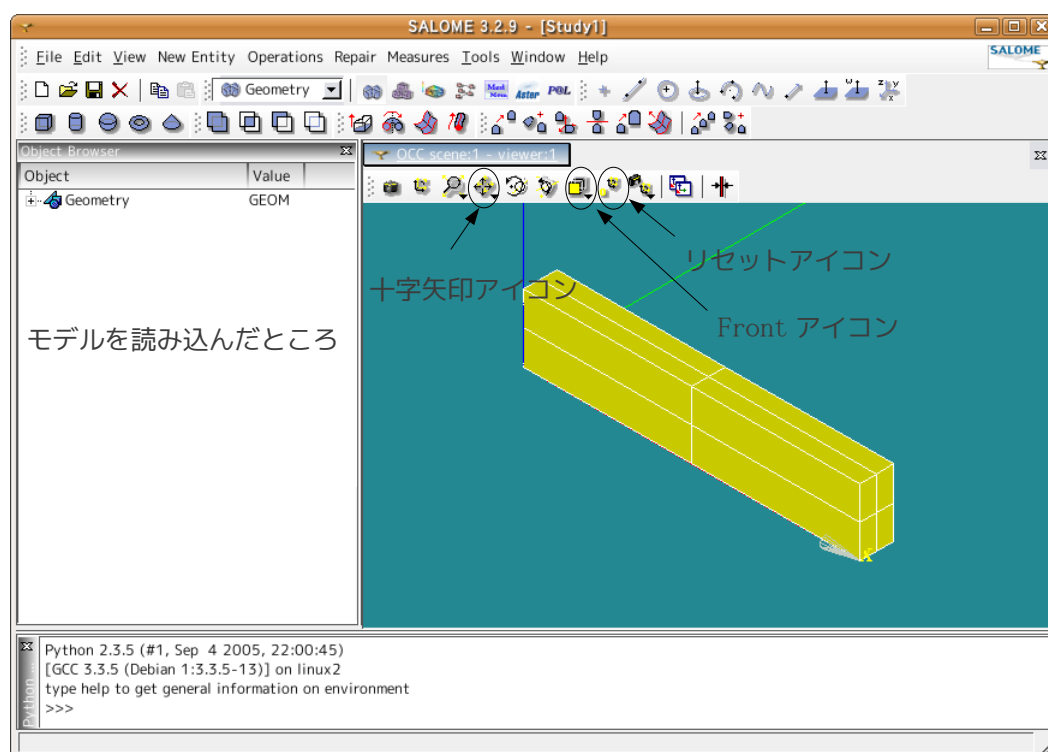 SALOME 3.2.9 - [Study1]
File Edit View New Entity Operations Repair Measures Tools Window Help
SALOME
Geometry
Aster POL
Object Browser
OCC scene:1 - viewer:1
Object Value
Geometry GEOM
リセットアイコン
十字矢印アイコン
Front アイコン
モデルを読み込んだところ
X
Python 2.3.5 (#1, Sep 4 2005, 22:00:45)
[GCC 3.3.5 (Debian 1:3.3.5-13)] on linux2
type help to get general information on environment
>>>
Python ...